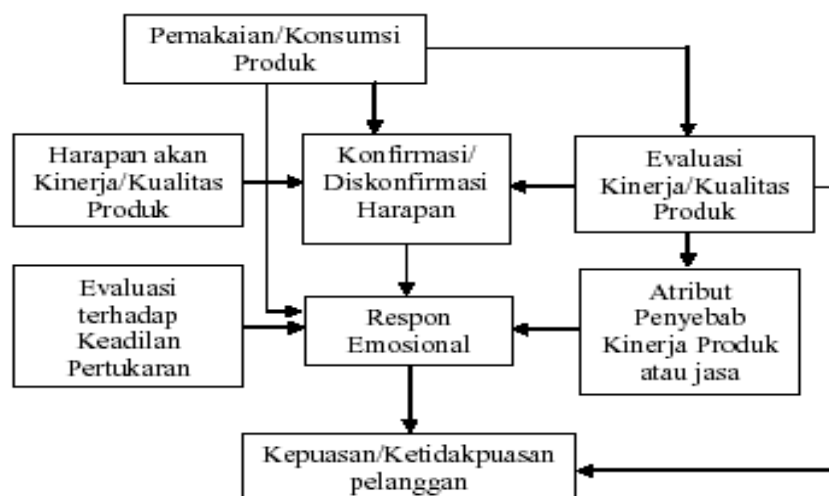 Pemakaian/Konsumsi
Produk
Harapan akan
Kinerja/Kualitas
Produk
Konfirmasi/
Diskonfirmasi
Harapan
Evaluasi
Kinerja/Kualitas
Produk
Evaluasi
terhadap
Keadilan
Pertukaran
Respon
Emosional
Atribut
Penyebab
Kinerja Produk
atau jasa
Kepuasan/Ketidakpuasan
pelanggan